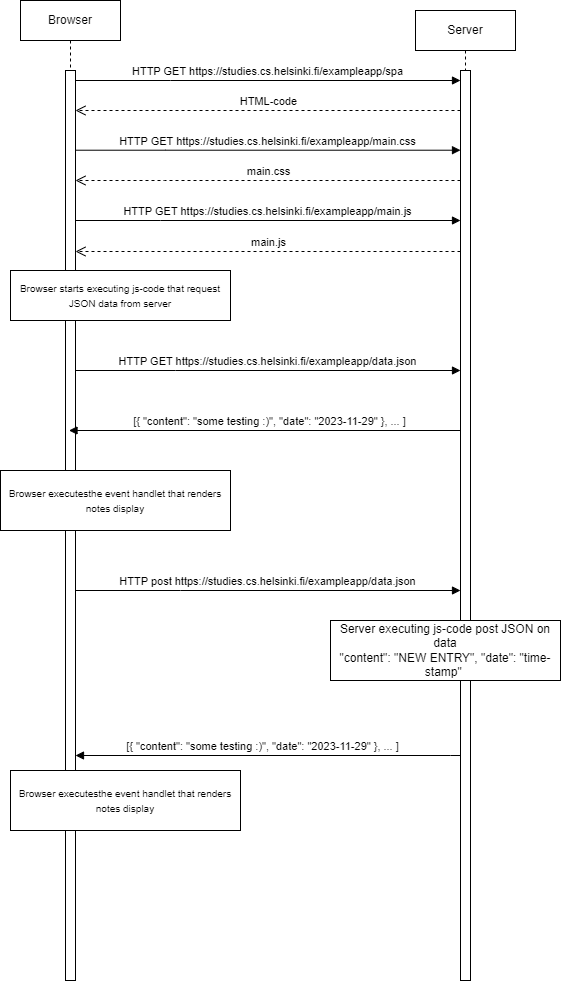 Browser
Server
HTTP GET https://studies.cs.helsinki.fi/exampleapp/spa
HTML-code
HTTP GET https://studies.cs.helsinki.fi/exampleapp/main.css
main.css
HTTP GET https://studies.cs.helsinki.fi/exampleapp/main.js
main.js
Browser starts executing js-code that request
JSON data from server
HTTP GET https://studies.cs.helsinki.fi/exampleapp/data.json
[{ "content": "some testing :)", "date": "2023-11-29" }, ... ]
Browser executesthe event handlet that renders
notes display
HTTP post https://studies.cs.helsinki.fi/exampleapp/data.json
Server executing js-code post JSON on
data
"content": "NEW ENTRY", "date": "time-
stamp"
[{ "content": "some testing :)", "date": "2023-11-29" }, ... ]
Browser executesthe event handlet that renders
notes display